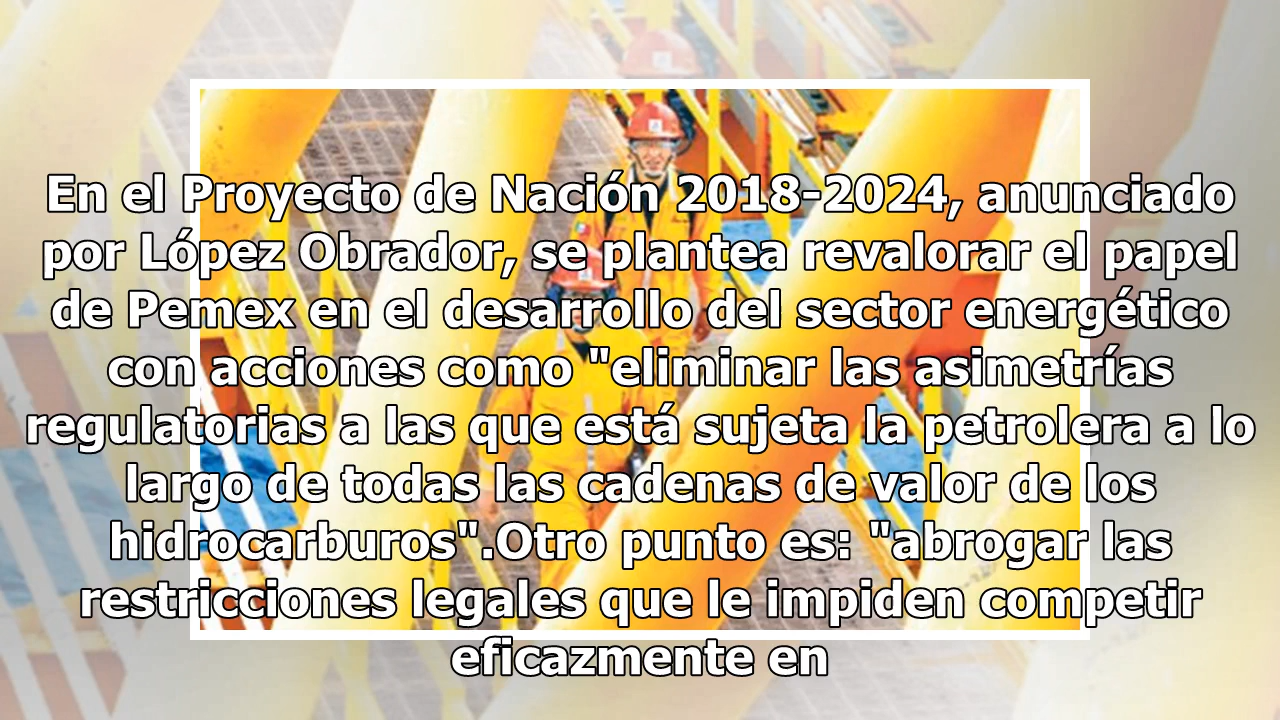 En el Proyecto de Nación 2018-2024, anunciado
por López Obrador, se plantea revalorar el papel
de Pemex en el desarrollo del sector energético
con acciones como "eliminar las asimetrías
regulatorias a las que está sujeta la petrolera a lo
largo de todas las cadenas de valor de los
hidrocarburos".Otro punto es: "abrogar las
restricciones legales que le impiden competir
eficazmente en